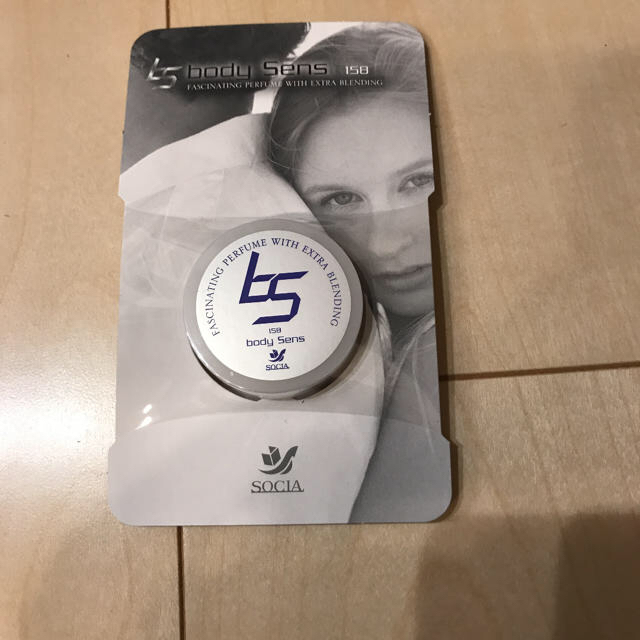 bs body Sens 158
FASCINATING PERFUME WITH EXTRA BLENDING
FASCINATING PERFUME WITH EXTRA BLENDING
bs
158
body Sens
SOCIA
SOCIA